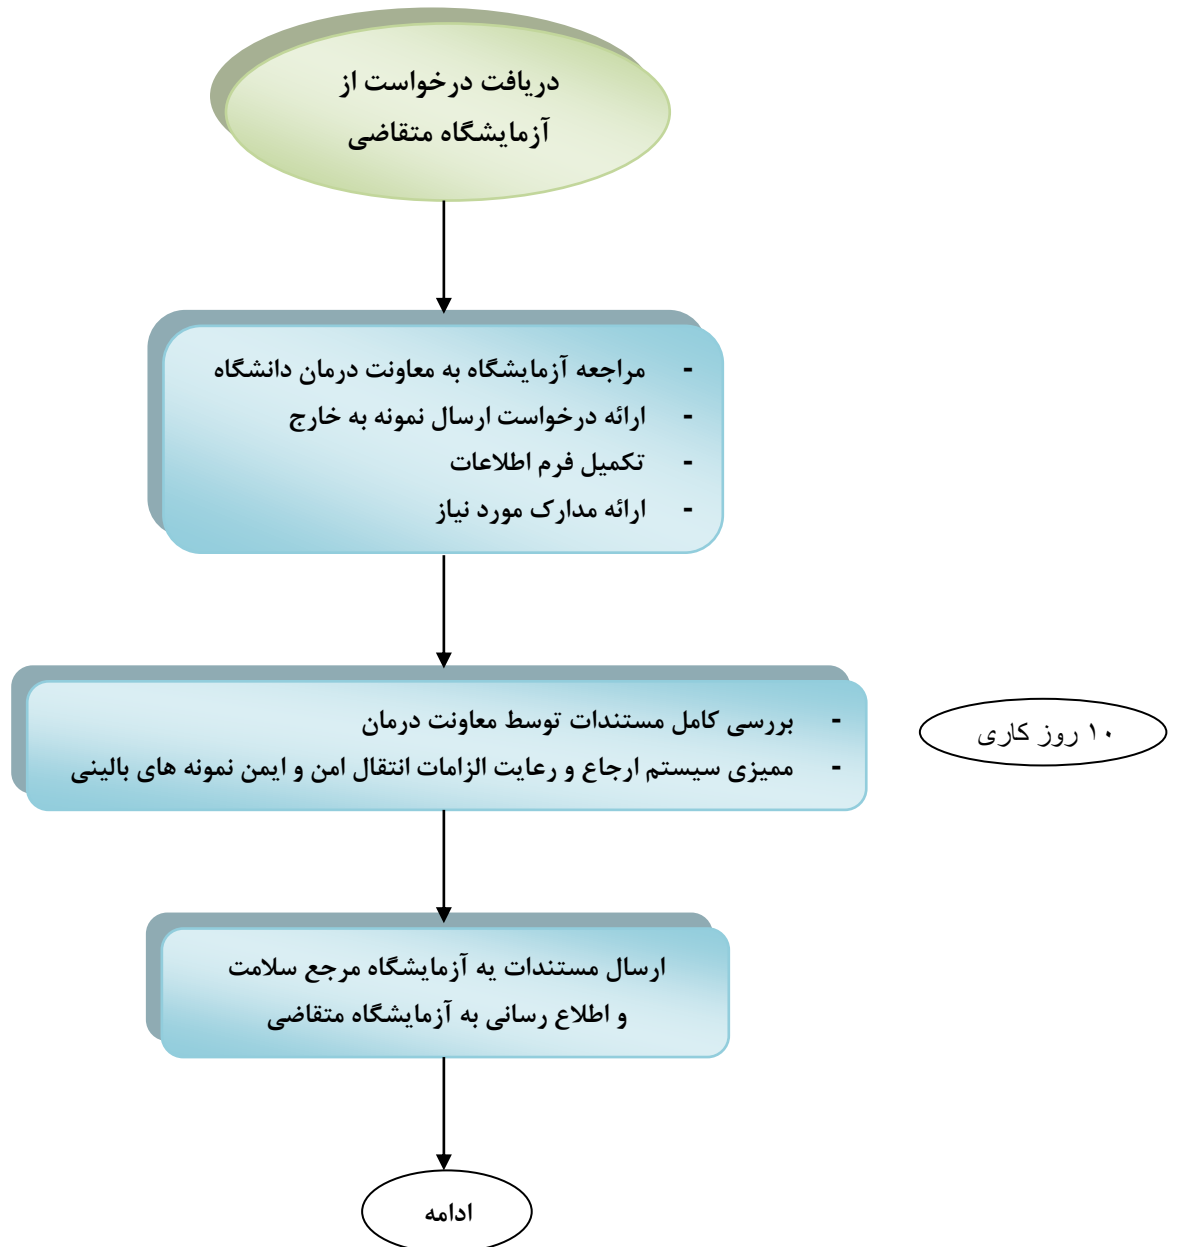 دریافت درخواست از
آزمایشگاه متقاضی
- مراجعه آزمایشگاه به معاونت درمان دانشگاه
- ارائه درخواست ارسال نمونه به خارج
- تکمیل فرم اطلاعات
- ارائه مدارک مورد نیاز
- بررسی کامل مستندات توسط معاونت درمان
- ممیزی سیستم ارجاع و رعایت الزامات انتقال امن و ایمن نمونه های بالینی
۱۰ روز کاری
ارسال مستندات یه آزمایشگاه مرجع سلامت
و اطلاع رسانی به آزمایشگاه متقاضی
ادامه